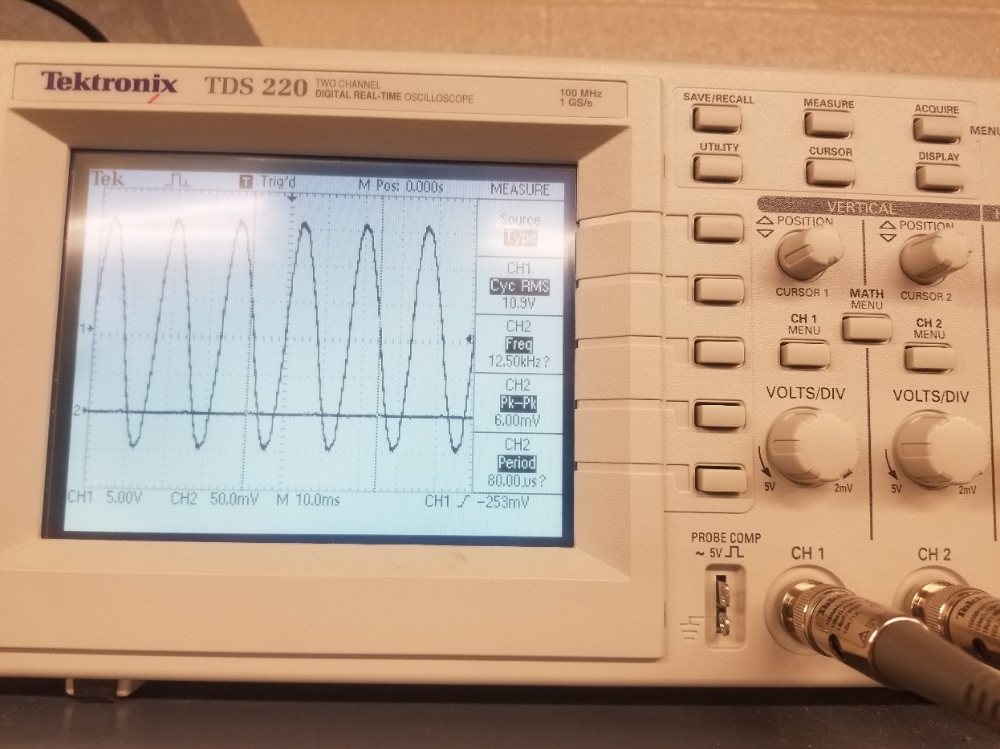 Tektronix TDS 220 TWO CHANNEL
DIGITAL REAL-TIME OSCILLOSCOPE
100 MHz
1 GS/s
Tek T Trig'd M Pos: 0.000s MEASURE
Source
Type
CH1
Cyc RMS
10.9V
CH2
Freq
12.50kHz?
CH2
Pk-Pk
6.00mV
CH2
Period
80.00µs?
1
2
CH1 5.00V CH2 50.0mV M 10.0ms CH1 -253mV
SAVE/RECALL MEASURE ACQUIRE
MENU
UTILITY CURSOR DISPLAY
VERTICAL
POSITION POSITION
CURSOR 1 CURSOR 2
MATH
MENU
CH 1
MENU
CH 2
MENU
VOLTS/DIV VOLTS/DIV
5V 2mV 5V 2mV
PROBE COMP
~ 5V
CH 1 CH 2